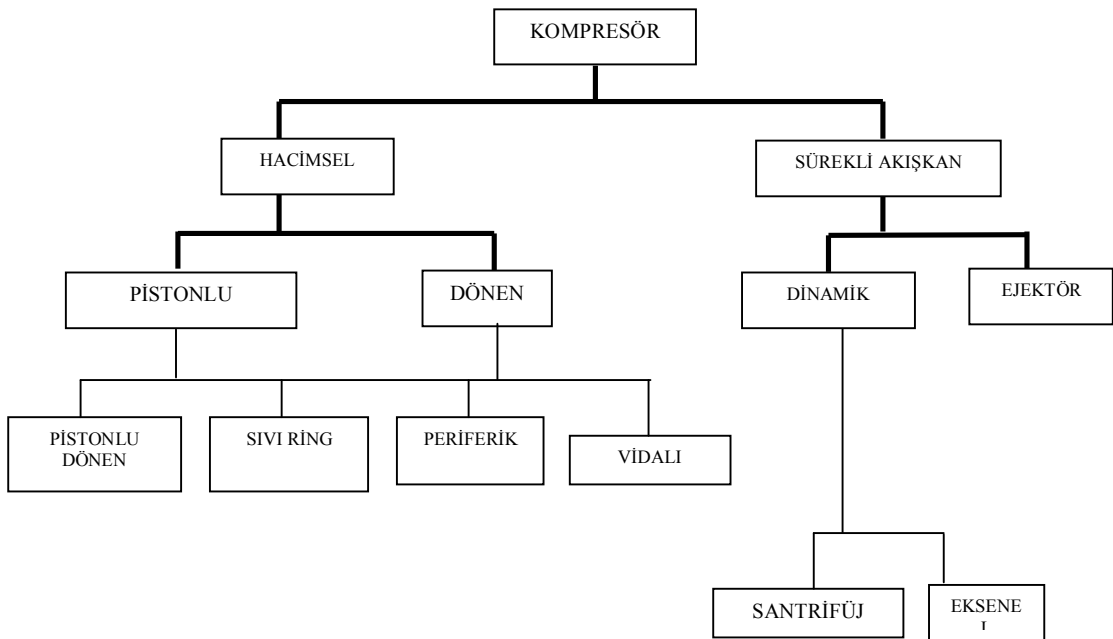 KOMPRESÖR
HACİMSEL
SÜREKLİ AKIŞKAN
PİSTONLU
DÖNEN
DİNAMİK
EJEKTÖR
PİSTONLU
DÖNEN
SIVI RİNG
PERİFERİK
VİDALI
SANTRİFÜJ
EKSENE
L